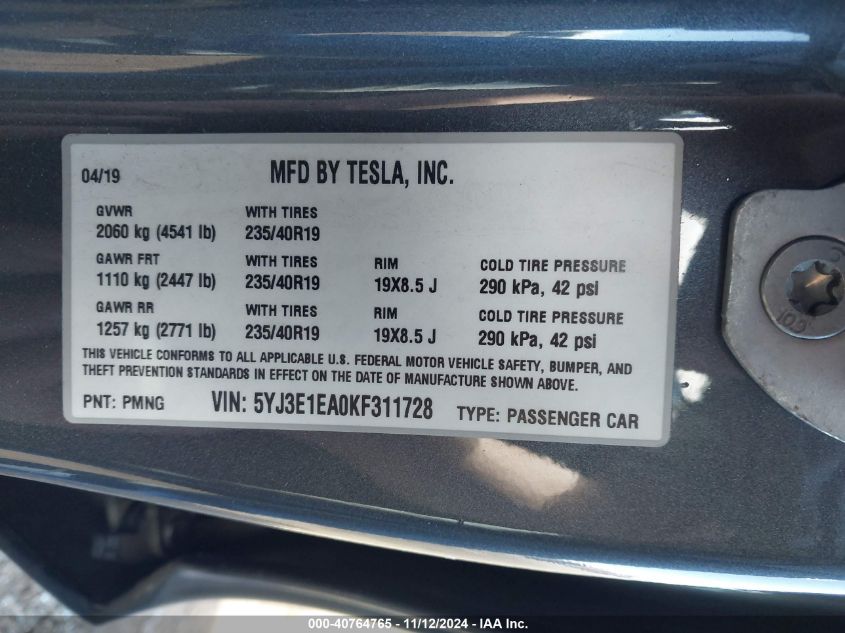 04/19 MFD BY TESLA, INC.
GVWR WITH TIRES
2060 kg (4541 lb) 235/40R19
GAWR FRT WITH TIRES RIM COLD TIRE PRESSURE
1110 kg (2447 lb) 235/40R19 19X8.5 J 290 kPa, 42 psi
GAWR RR WITH TIRES RIM COLD TIRE PRESSURE
1257 kg (2771 lb) 235/40R19 19X8.5 J 290 kPa, 42 psi
THIS VEHICLE CONFORMS TO ALL APPLICABLE U.S. FEDERAL MOTOR VEHICLE SAFETY, BUMPER, AND
THEFT PREVENTION STANDARDS IN EFFECT ON THE DATE OF MANUFACTURE SHOWN ABOVE.
PNT: PMNG VIN: 5YJ3E1EA0KF311728 TYPE: PASSENGER CAR
000-40764765 - 11/12/2024 - IAA Inc.